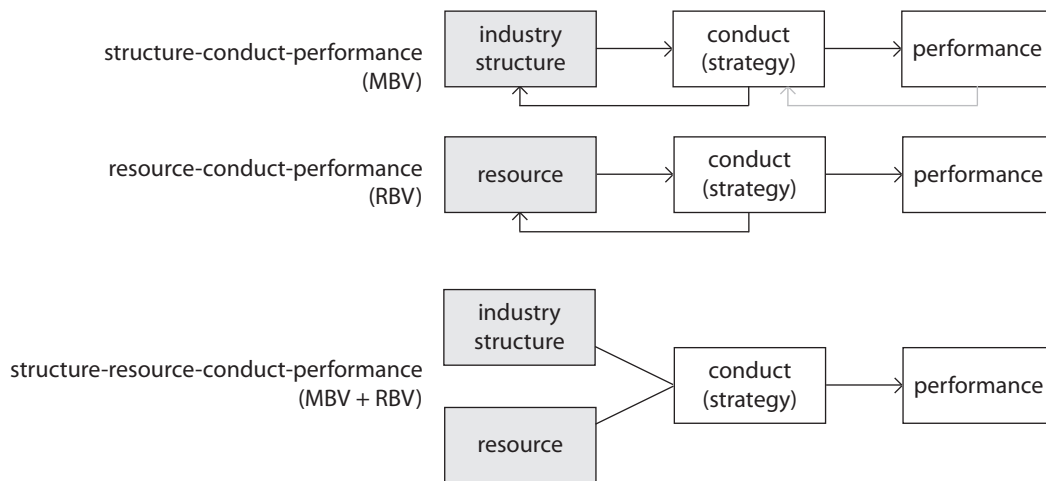 structure-conduct-performance
(MBV)
industry
structure
conduct
(strategy)
performance
resource-conduct-performance
(RBV)
resource
conduct
(strategy)
performance
structure-resource-conduct-performance
(MBV + RBV)
industry
structure
resource
conduct
(strategy)
performance